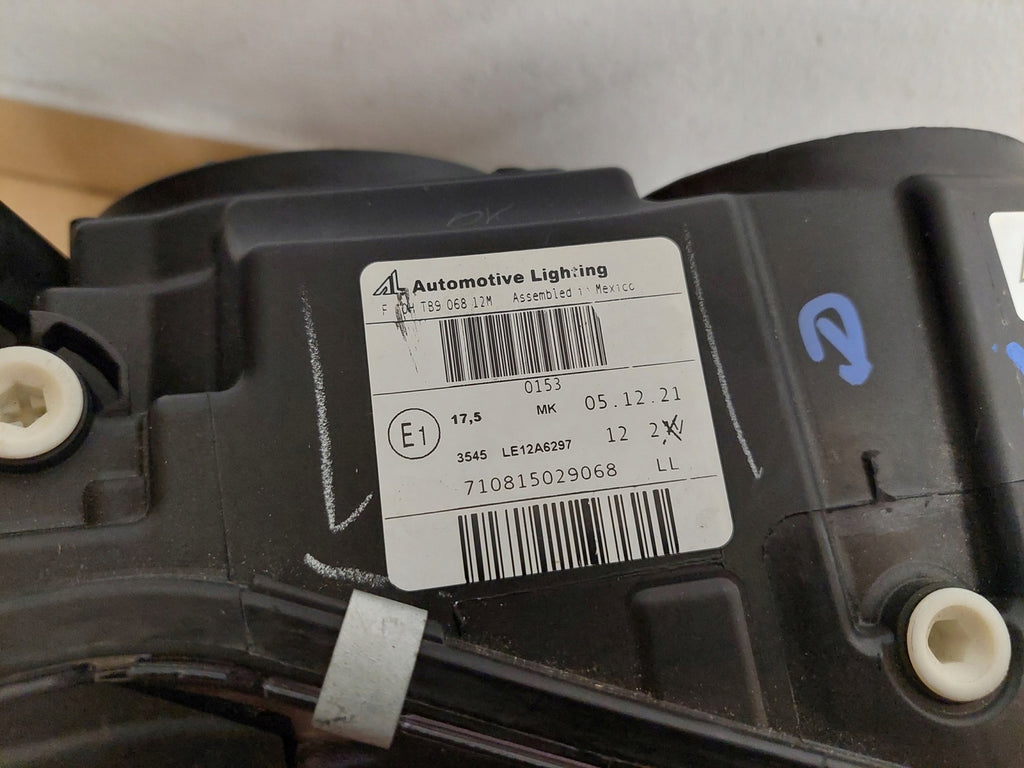 AL Automotive Lighting
F TB9 068 12M Assembled in Mexico
0153
E1 17,5 MK 05.12.21
3545 LE12A6297 12
710815029068 LL